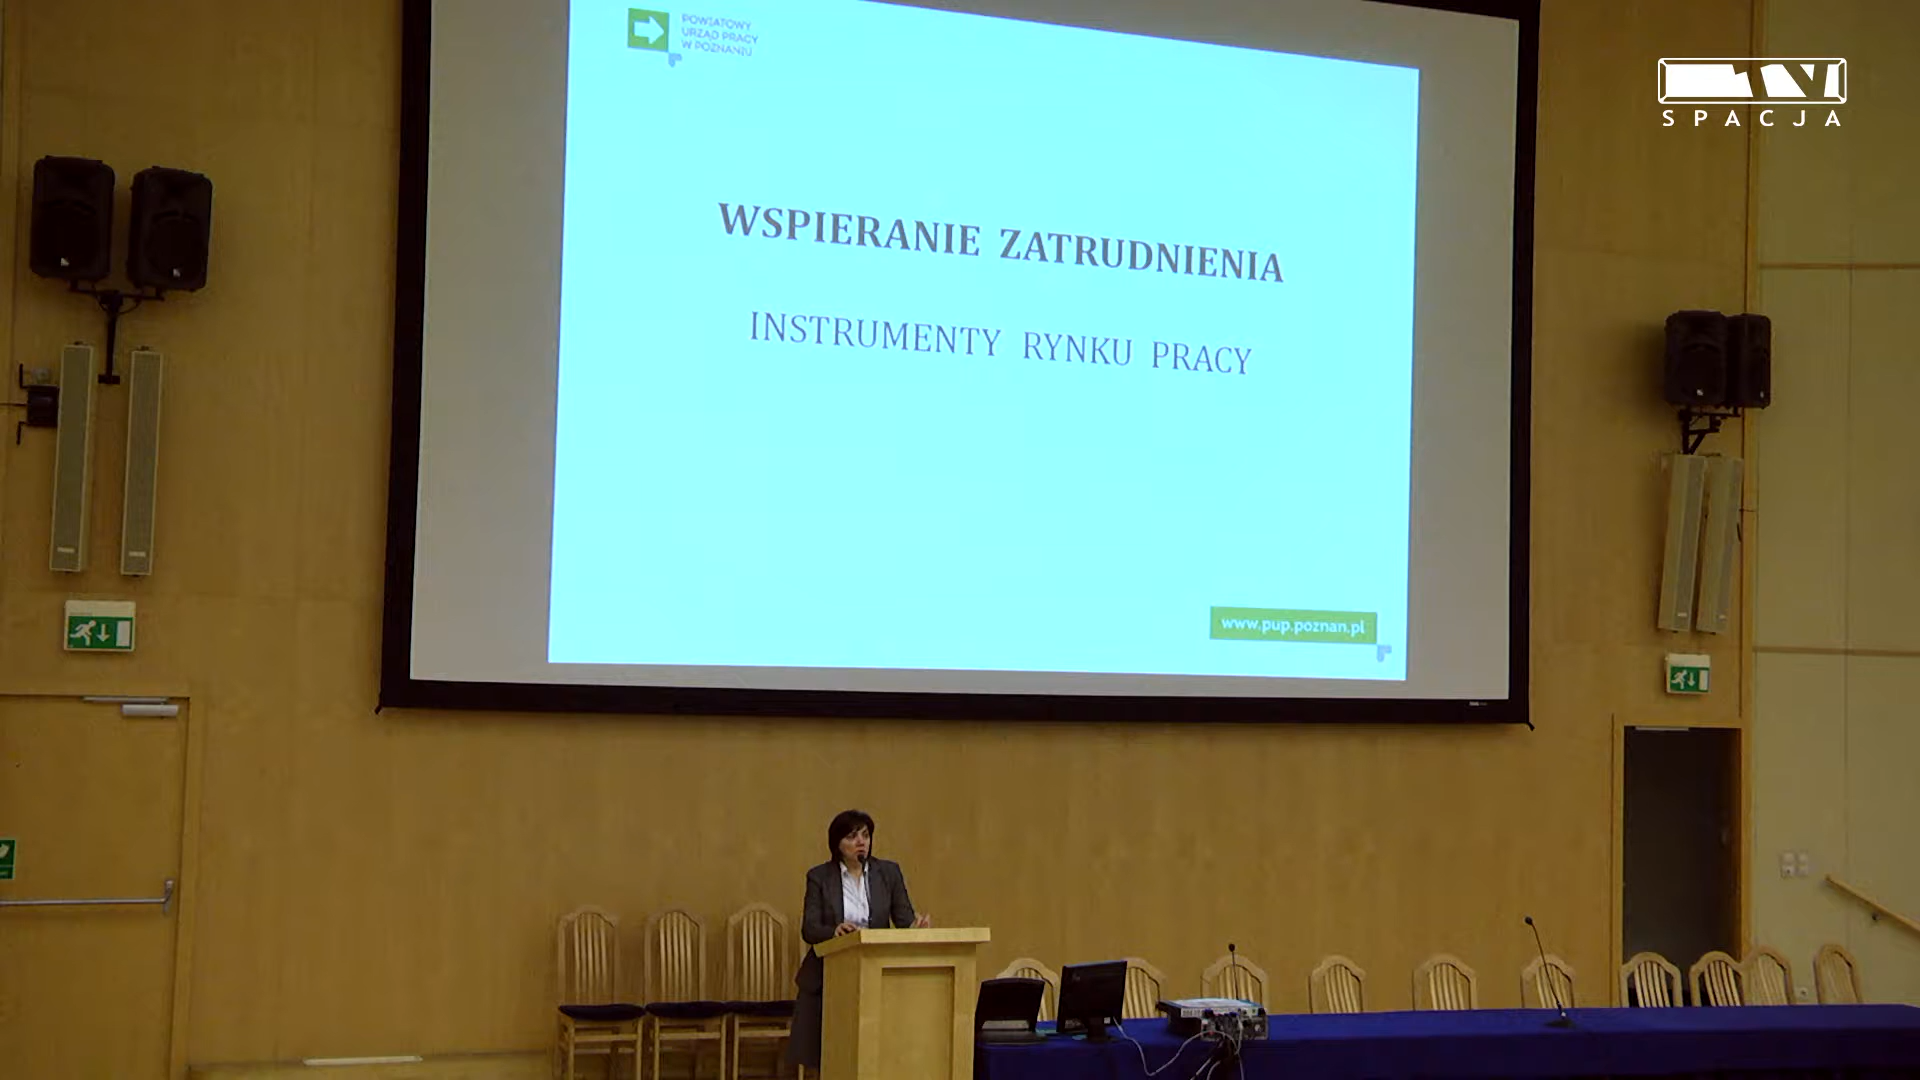 POWIATOWY
URZĄD PRACY
W POZNANIU
SPACJA
WSPIERANIE ZATRUDNIENIA
INSTRUMENTY RYNKU PRACY
www.pup.poznan.pl